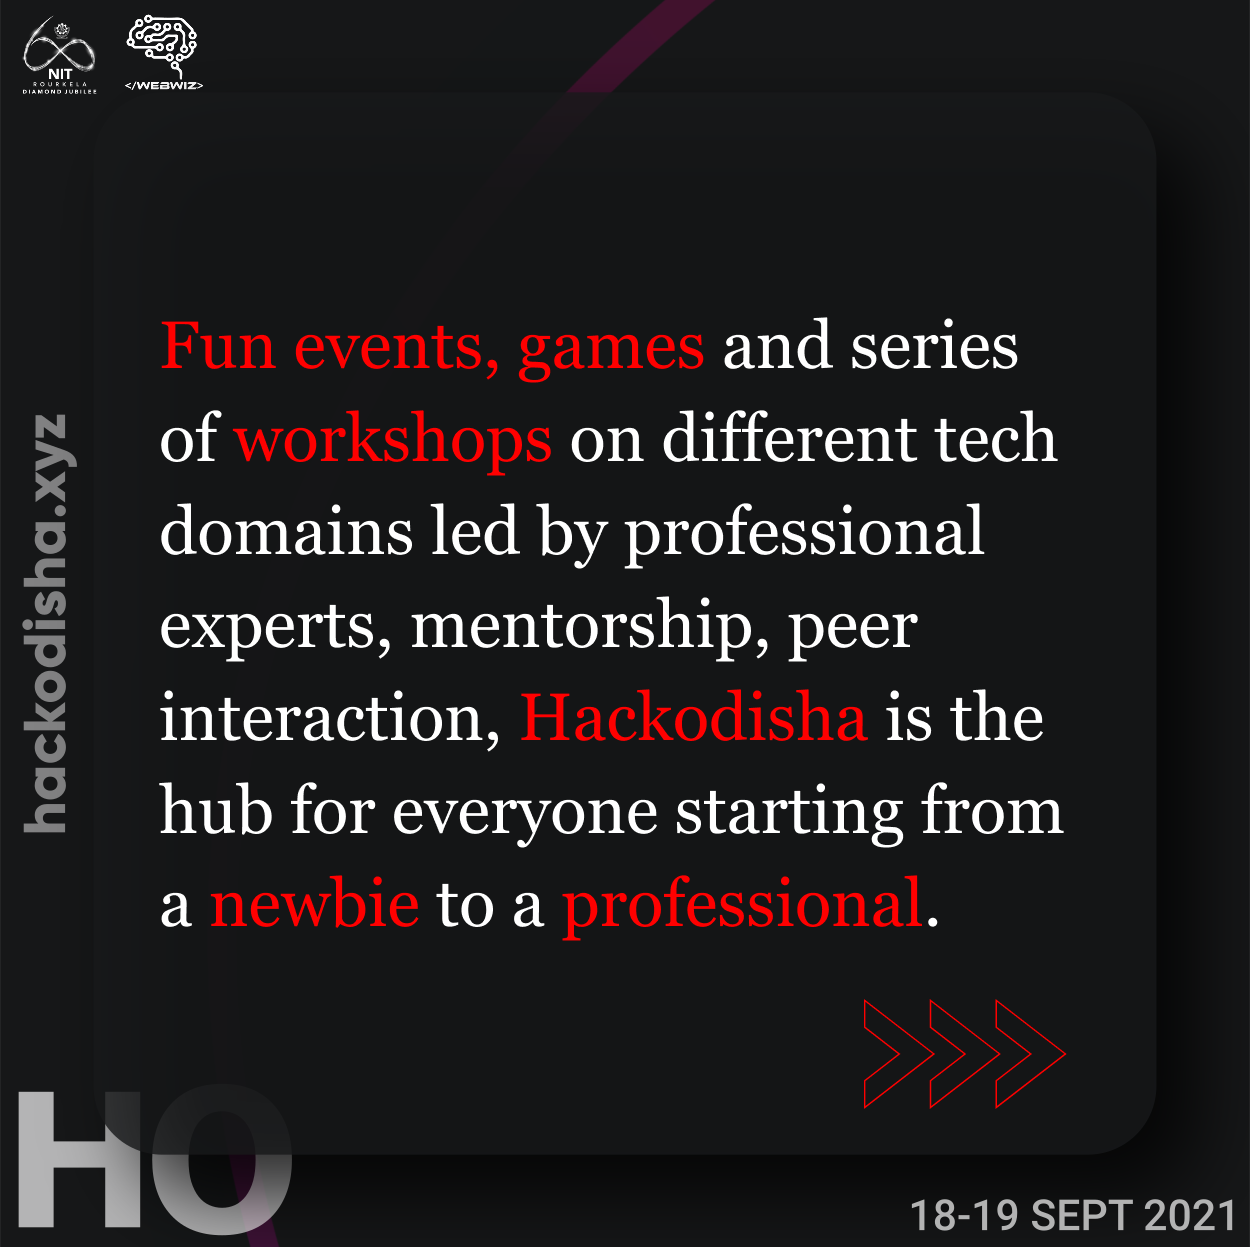 NIT
ROURKELA
DIAMOND JUBILEE
</WEBWIZ>
Fun events, games and series
of workshops on different tech
domains led by professional
experts, mentorship, peer
interaction, Hackodisha is the
hub for everyone starting from
a newbie to a professional.
hackodisha.xyz
HO
18-19 SEPT 2021